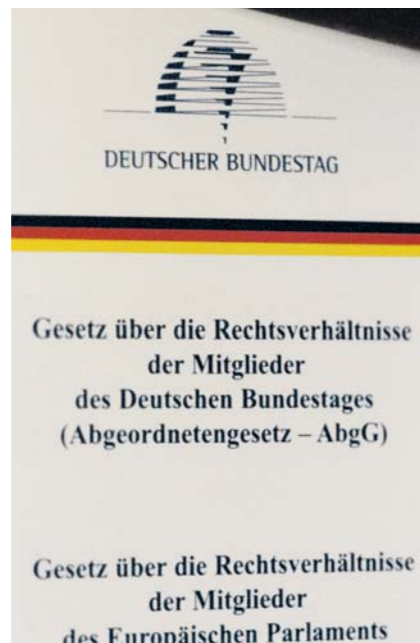 DEUTSCHER BUNDESTAG
Gesetz über die Rechtsverhältnisse
der Mitglieder
des Deutschen Bundestages
(Abgeordnetengesetz – AbgG)
Gesetz über die Rechtsverhältnisse
der Mitglieder
des Europäischen Parlaments